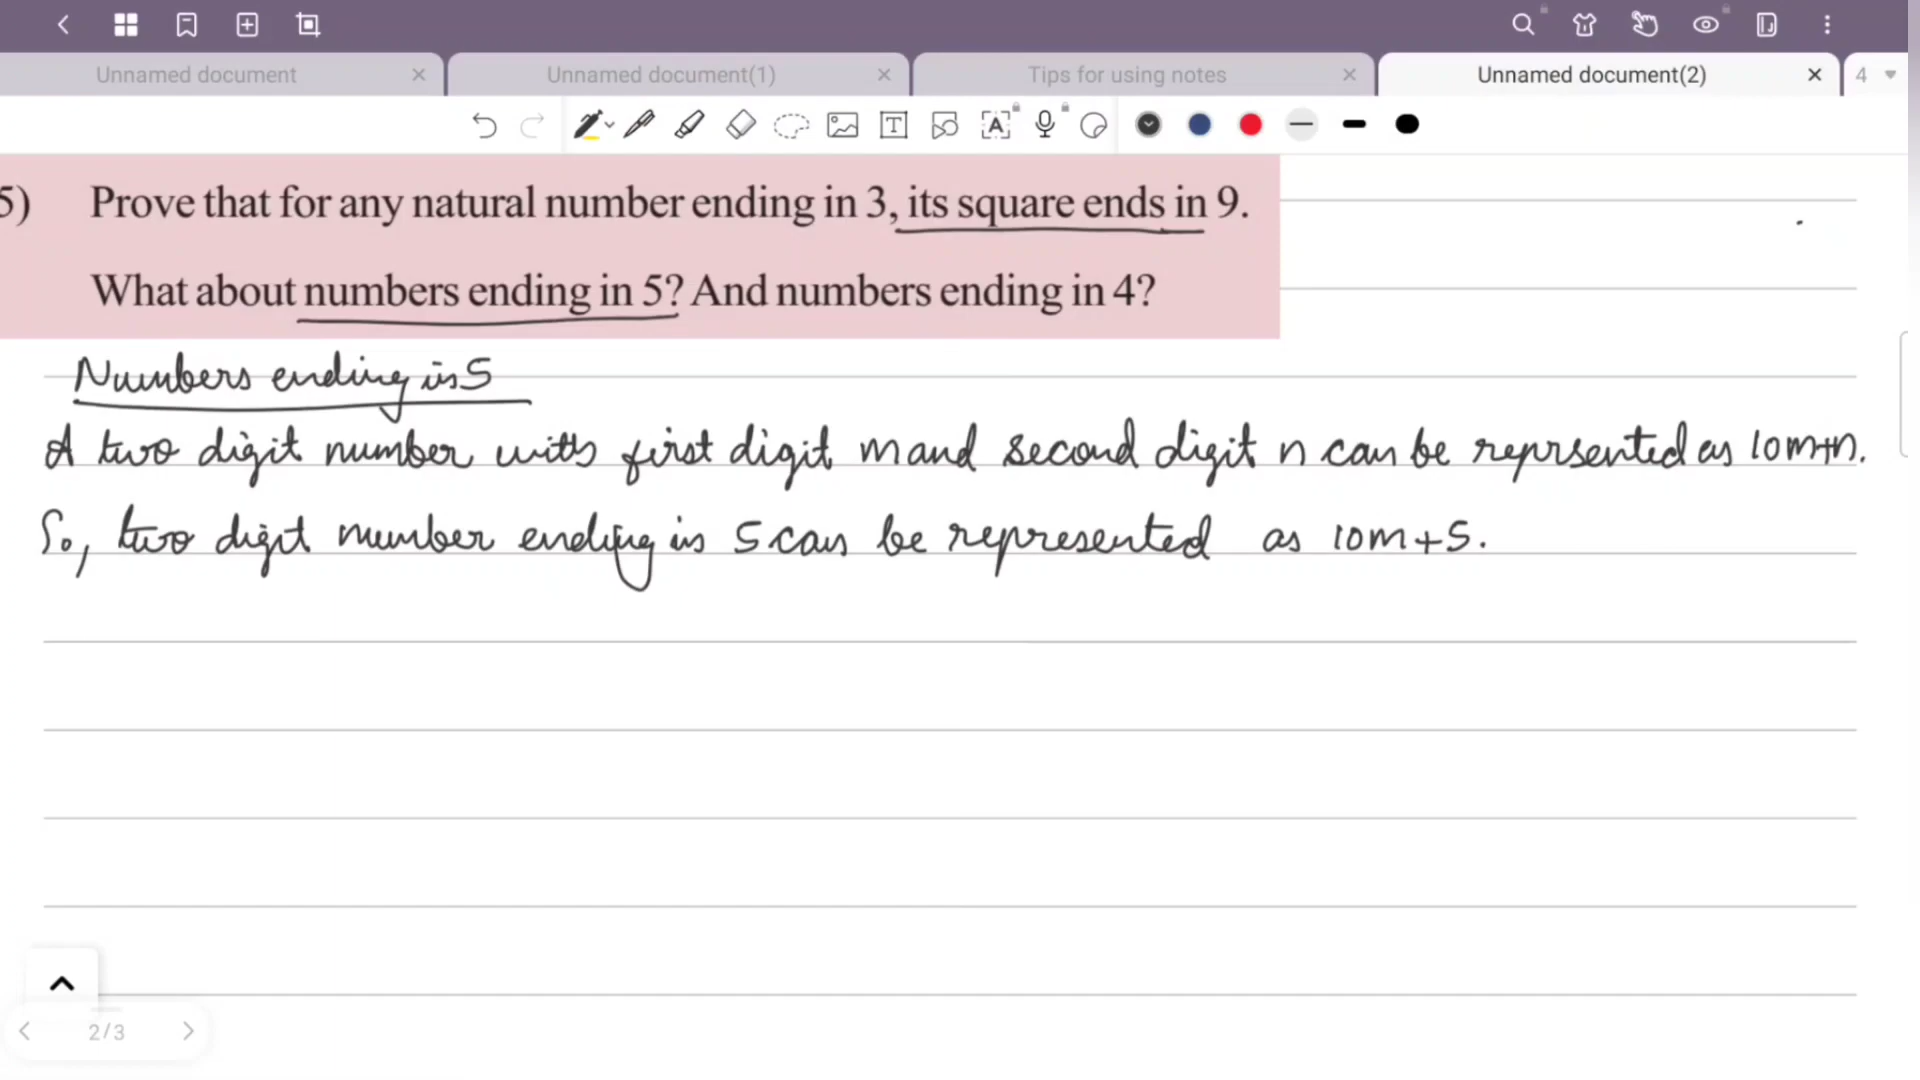 Unnamed document
Unnamed document(1)
Tips for using notes
Unnamed document(2)
4
5) Prove that for any natural number ending in 3, its square ends in 9.
What about numbers ending in 5? And numbers ending in 4?
Numbers ending in 5
A two digit number with first digit m and second digit n can be reprsented as 10m+n.
So, two digit number ending in 5 can be represented as 10m+5.
2/3